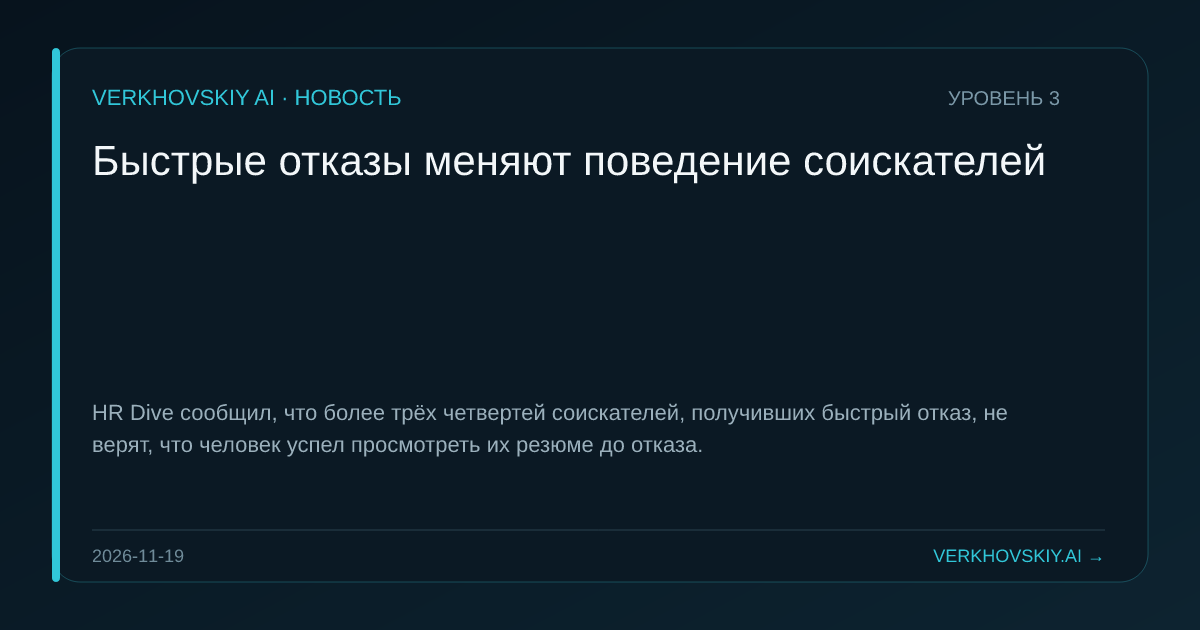 VERKHOVSKIY AI · НОВОСТЬ
УРОВЕНЬ 3
Быстрые отказы меняют поведение соискателей
HR Dive сообщил, что более трёх четвертей соискателей, получивших быстрый отказ, не
верят, что человек успел просмотреть их резюме до отказа.
2026-11-19
VERKHOVSKIY.AI →